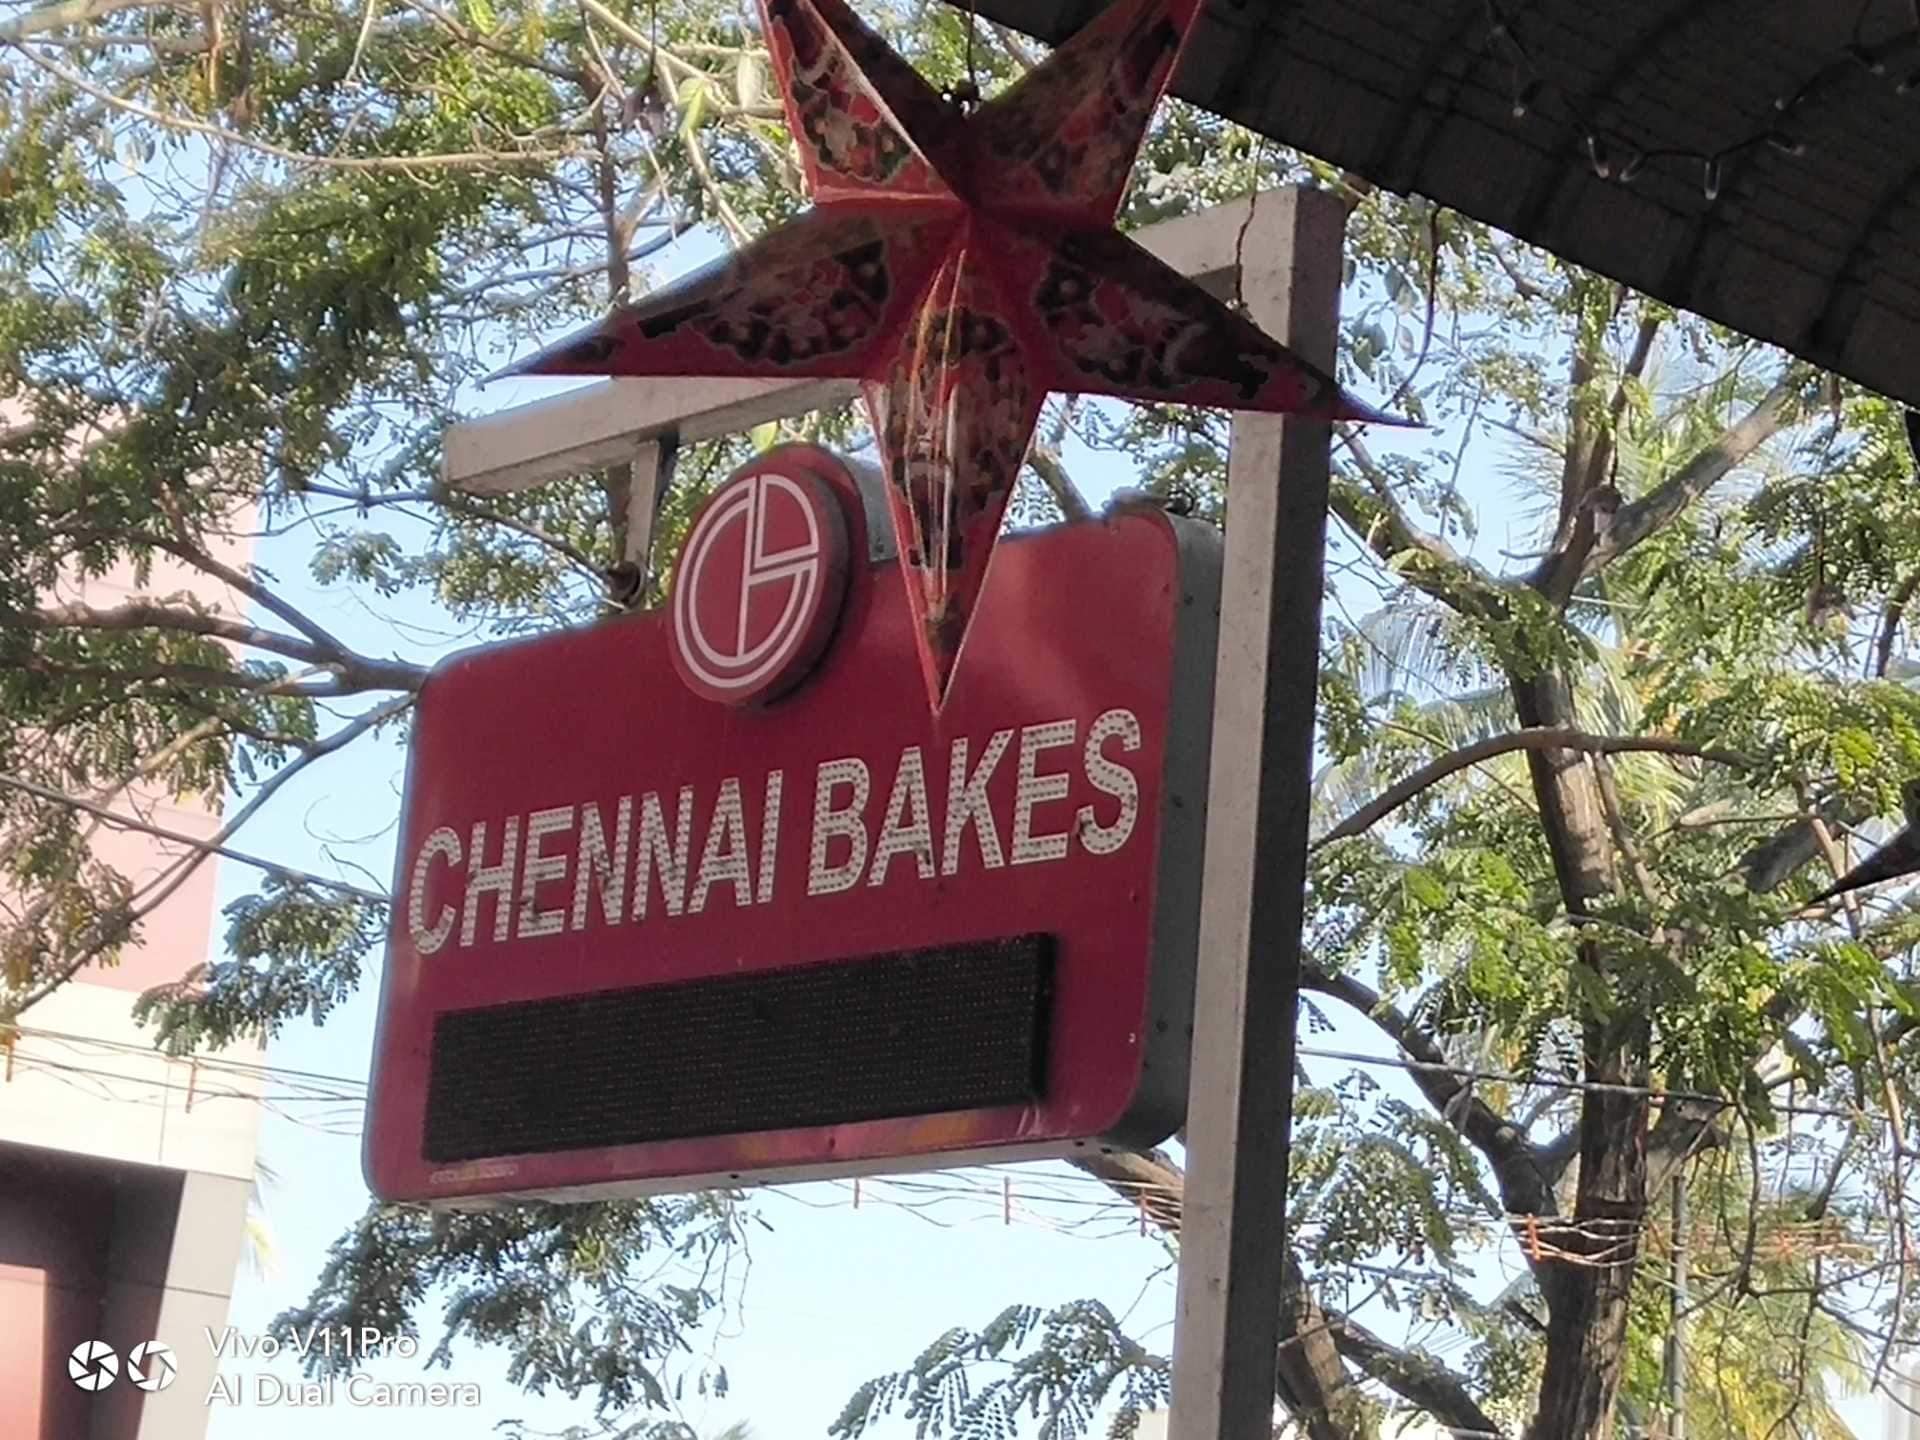 CHENNAI BAKES
Vivo V11Pro
AI Dual Camera